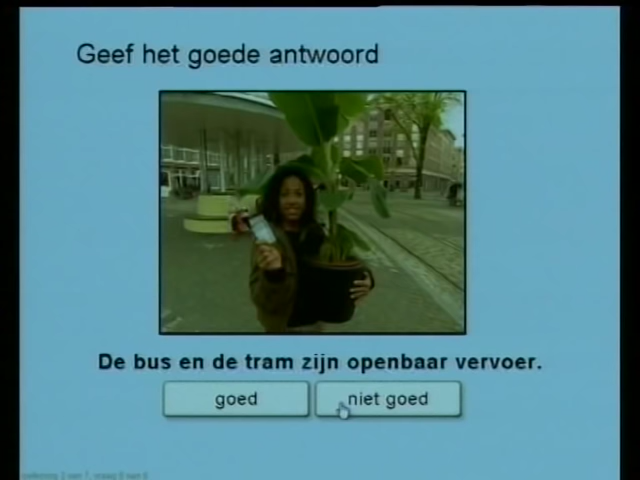 Geef het goede antwoord
De bus en de tram zijn openbaar vervoer.
goed
niet goed